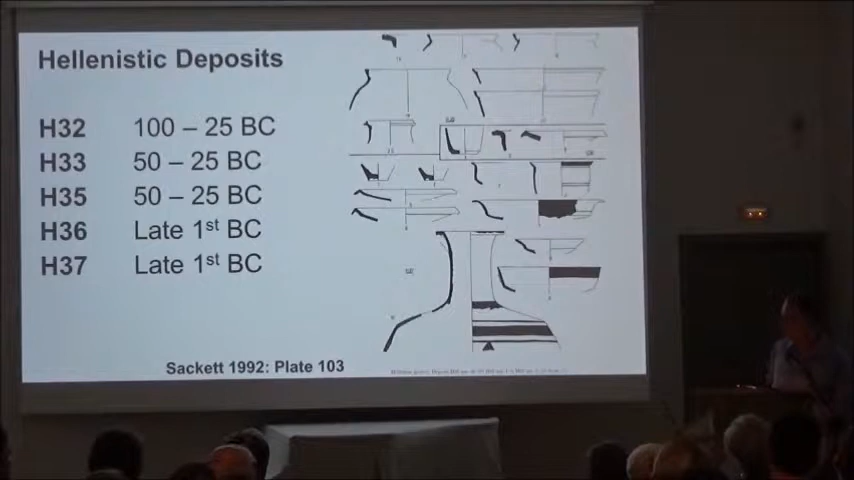 Hellenistic Deposits
H32 100 – 25 BC
H33 50 – 25 BC
H35 50 – 25 BC
H36 Late 1st BC
H37 Late 1st BC
Sackett 1992: Plate 103